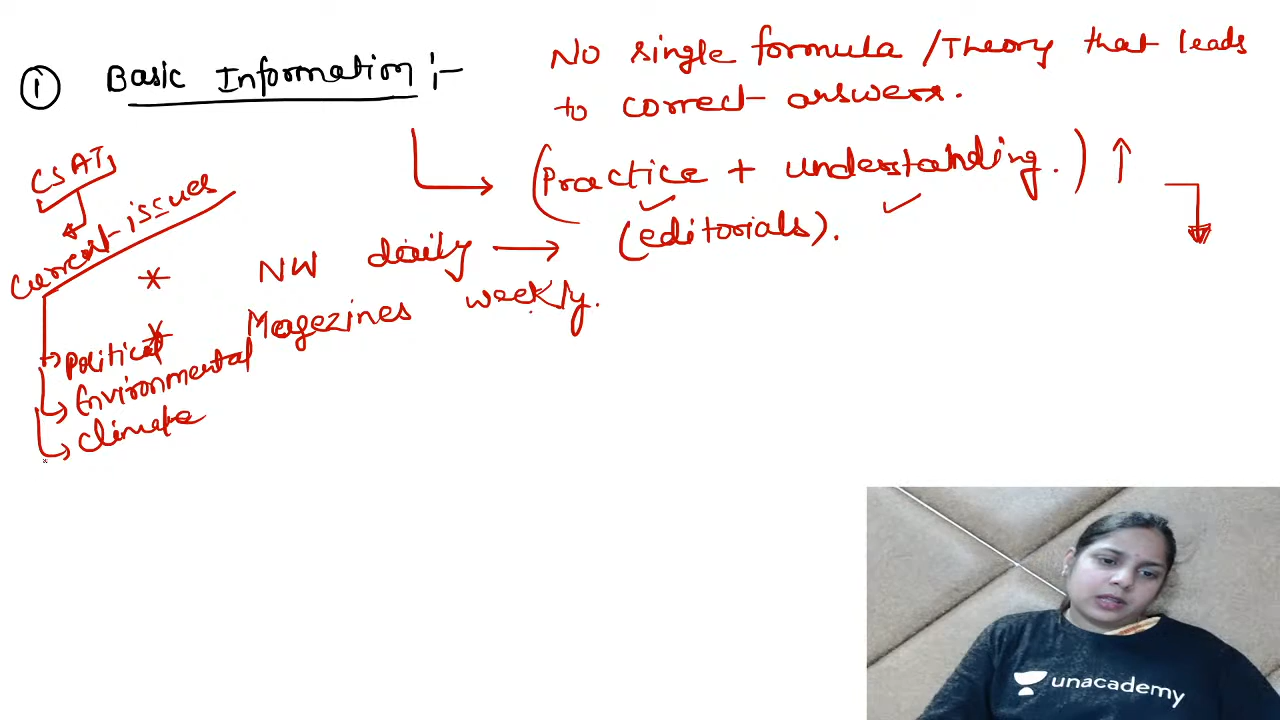 ① Basic Information :-
No single formula / Theory that leads
to correct answers.
(Practice + understanding.) ↑
(editorials).
CSAT
Current issues
* NW daily →
* Magezines weekly.
→ Political
→ Environmental
→ climate
unacademy